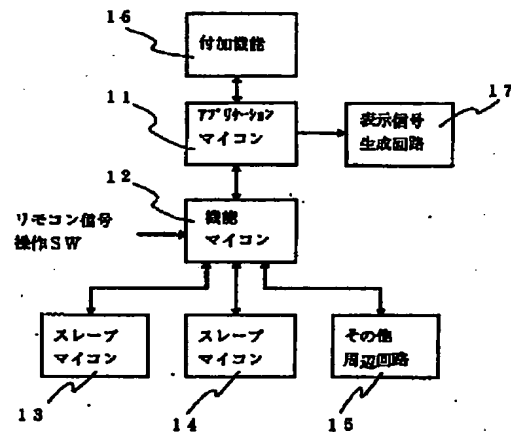 16
付加機能
11
アプリケーション
マイコン
17
表示信号
生成回路
12
機能
マイコン
リモコン信号
操作SW
スレーブ
マイコン
スレーブ
マイコン
その他
周辺回路
13
14
15